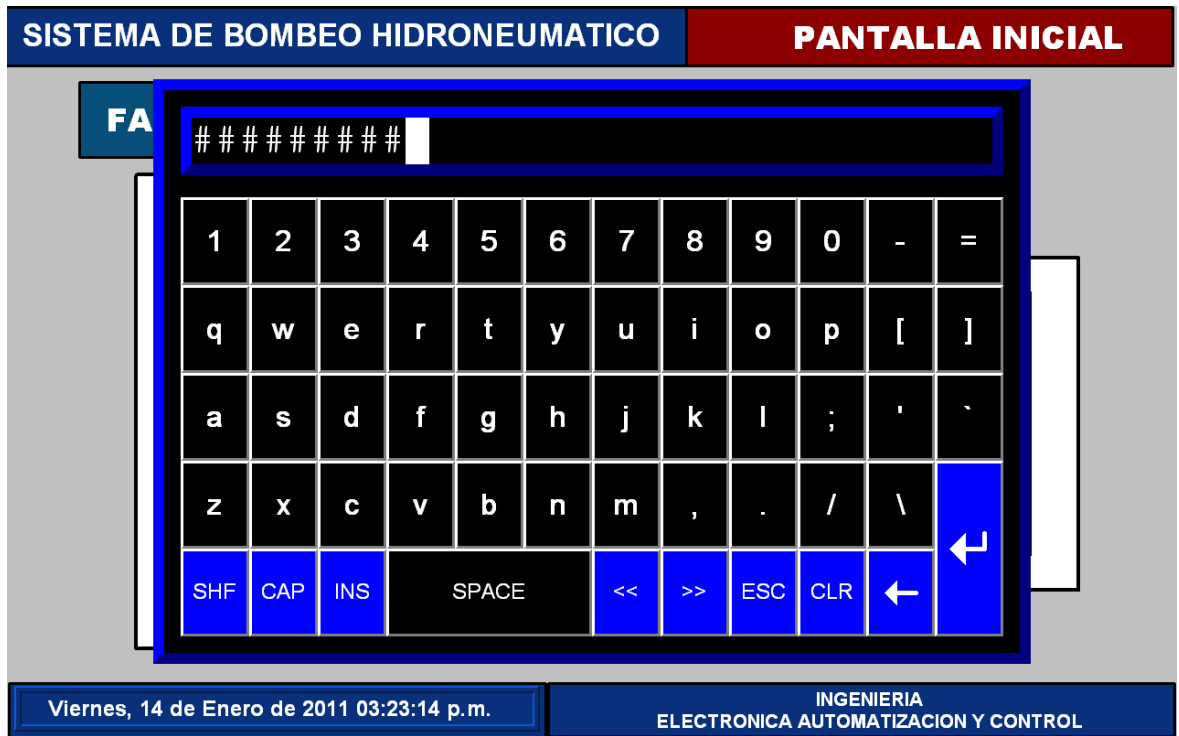 SISTEMA DE BOMBEO HIDRONEUMATICO PANTALLA INICIAL
FA
#########
1 2 3 4 5 6 7 8 9 0 - =
q w e r t y u i o p [ ]
a s d f g h j k l ; ' `
z x c v b n m , . / \
SHF CAP INS SPACE << >> ESC CLR ← ↵
Viernes, 14 de Enero de 2011 03:23:14 p.m.
INGENIERIA
ELECTRONICA AUTOMATIZACION Y CONTROL